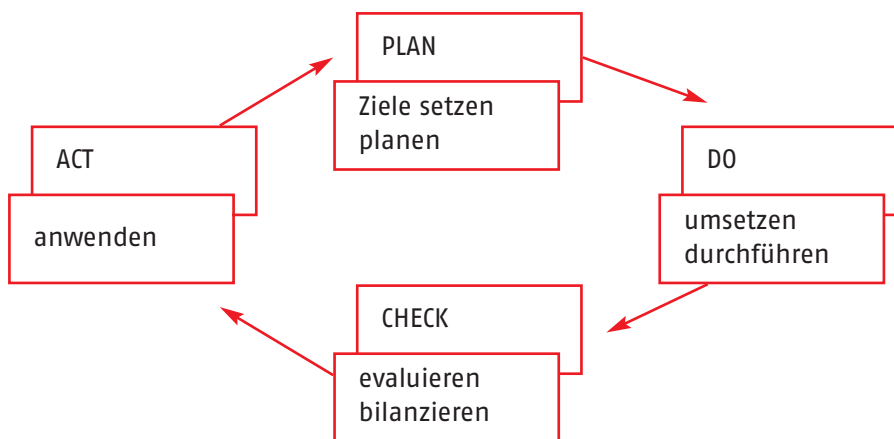 PLAN
Ziele setzen
planen
ACT
anwenden
DO
umsetzen
durchführen
CHECK
evaluieren
bilanzieren